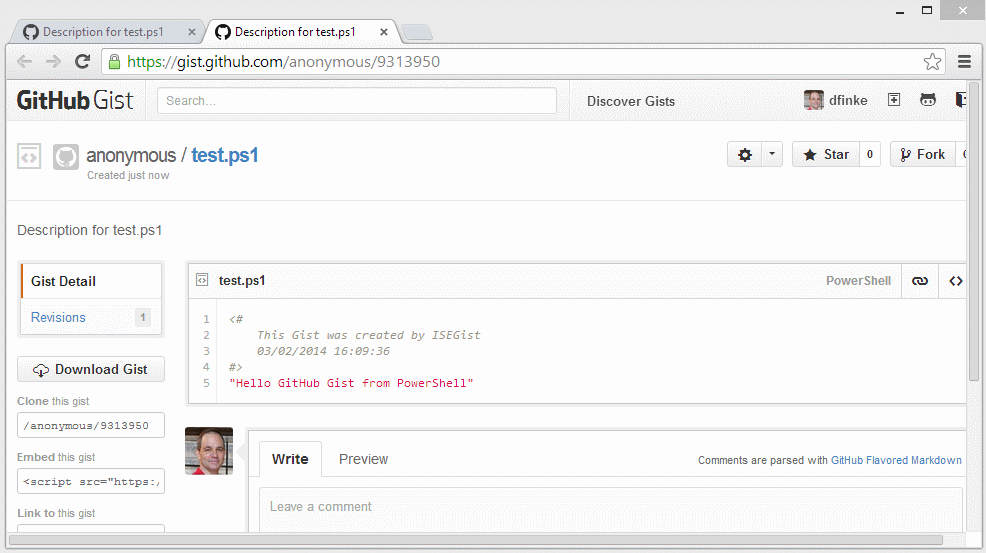 Description for test.ps1
Description for test.ps1
https://gist.github.com/anonymous/9313950
GitHub Gist
Search...
Discover Gists
dfinke
anonymous / test.ps1
Created just now
Star 0
Fork
Description for test.ps1
Gist Detail
Revisions 1
Download Gist
Clone this gist
/anonymous/9313950
Embed this gist
<script src="https:/
Link to this gist
test.ps1
PowerShell
1 <#
2 This Gist was created by ISEGist
3 03/02/2014 16:09:36
4 #>
5 "Hello GitHub Gist from PowerShell"
Write
Preview
Comments are parsed with GitHub Flavored Markdown
Leave a comment